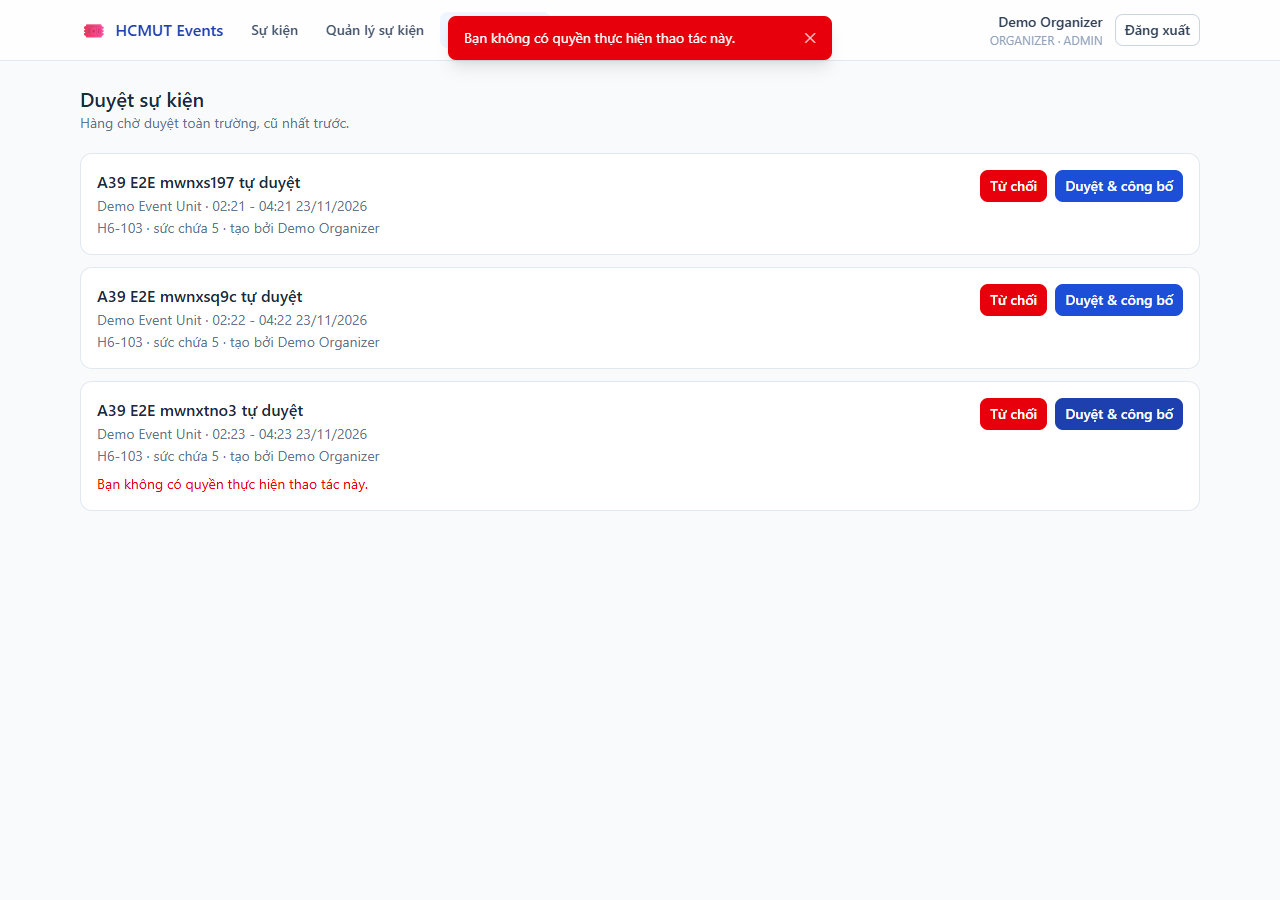 HCMUT Events
Sự kiện
Quản lý sự kiện
Bạn không có quyền thực hiện thao tác này.
Demo Organizer
ORGANIZER · ADMIN
Đăng xuất
Duyệt sự kiện
Hàng chờ duyệt toàn trường, cũ nhất trước.
A39 E2E mwnxs197 tự duyệt
Demo Event Unit · 02:21 - 04:21 23/11/2026
H6-103 · sức chứa 5 · tạo bởi Demo Organizer
Từ chối
Duyệt & công bố
A39 E2E mwnxsq9c tự duyệt
Demo Event Unit · 02:22 - 04:22 23/11/2026
H6-103 · sức chứa 5 · tạo bởi Demo Organizer
Từ chối
Duyệt & công bố
A39 E2E mwnxtno3 tự duyệt
Demo Event Unit · 02:23 - 04:23 23/11/2026
H6-103 · sức chứa 5 · tạo bởi Demo Organizer
Bạn không có quyền thực hiện thao tác này.
Từ chối
Duyệt & công bố